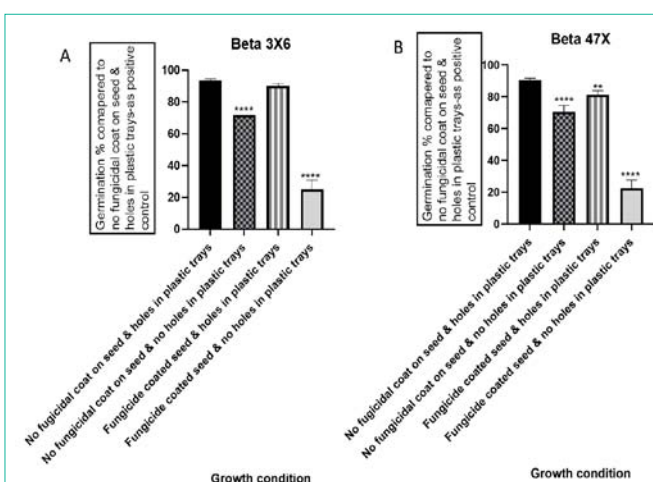 A
Beta 3X6
Germination % comapered to
no fungicidal coat on seed &
holes in plastic trays-as positive
control
100
80
60
40
20
0
****
****
No fugicidal coat on seed & holes in plastic trays
No fungicidal coat on seed & no holes in plastic trays
Fungicide coated seed & holes in plastic trays
Fungicide coated seed & no holes in plastic trays
Growth condition
B
Beta 47X
Germination % comapered to
no fungicidal coat on seed &
holes in plastic trays-as positive
control
100
80
60
40
20
0
****
**
****
No fugicidal coat on seed & holes in plastic trays
No fungicidal coat on seed & no holes in plastic trays
Fungicide coated seed & holes in plastic trays
Fungicide coated seed & no holes in plastic trays
Growth condition